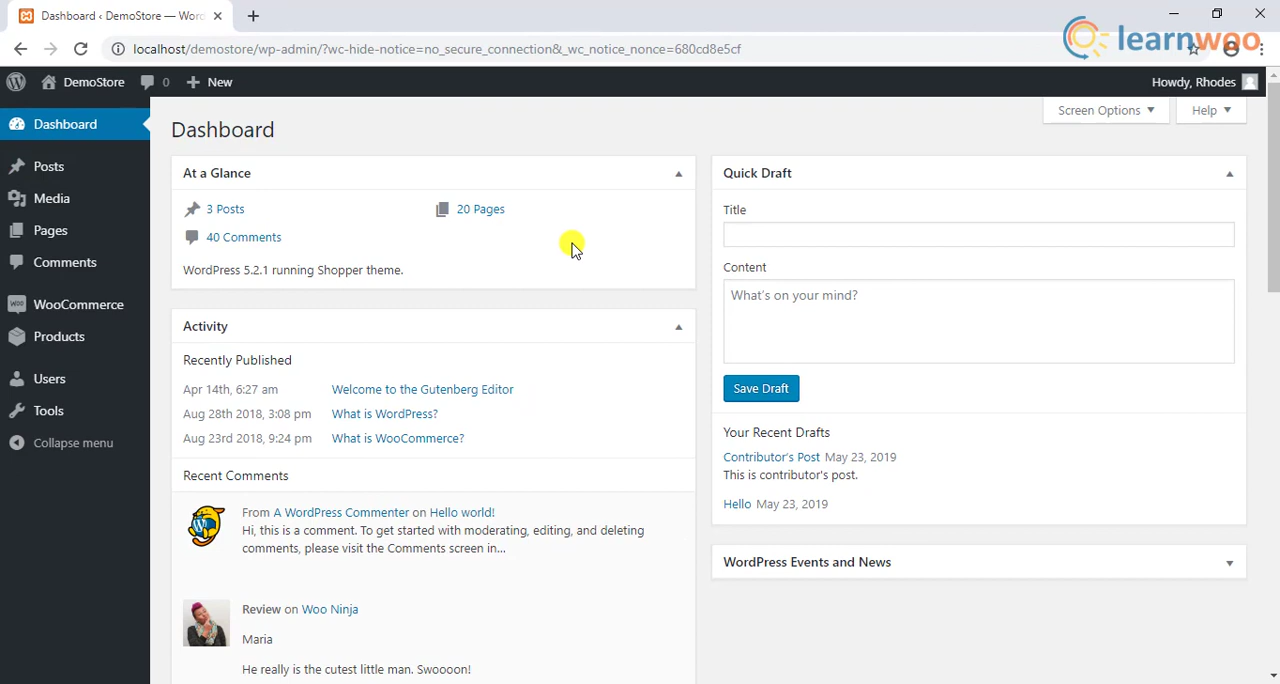 Dashboard ‹ DemoStore — Wor
localhost/demostore/wp-admin/?wc-hide-notice=no_secure_connection&_wc_notice_nonce=680cd8e5cf
learnwoo
DemoStore 0 New
Howdy, Rhodes
Dashboard
Posts
Media
Pages
Comments
WooCommerce
Products
Users
Tools
Collapse menu
Screen Options
Help
Dashboard
At a Glance
3 Posts
20 Pages
40 Comments
WordPress 5.2.1 running Shopper theme.
Activity
Recently Published
Apr 14th, 6:27 am Welcome to the Gutenberg Editor
Aug 28th 2018, 3:08 pm What is WordPress?
Aug 23rd 2018, 9:24 pm What is WooCommerce?
Recent Comments
From A WordPress Commenter on Hello world!
Hi, this is a comment. To get started with moderating, editing, and deleting
comments, please visit the Comments screen in...
Review on Woo Ninja
Maria
He really is the cutest little man. Swoooon!
Quick Draft
Title
Content
What's on your mind?
Save Draft
Your Recent Drafts
Contributor's Post May 23, 2019
This is contributor's post.
Hello May 23, 2019
WordPress Events and News